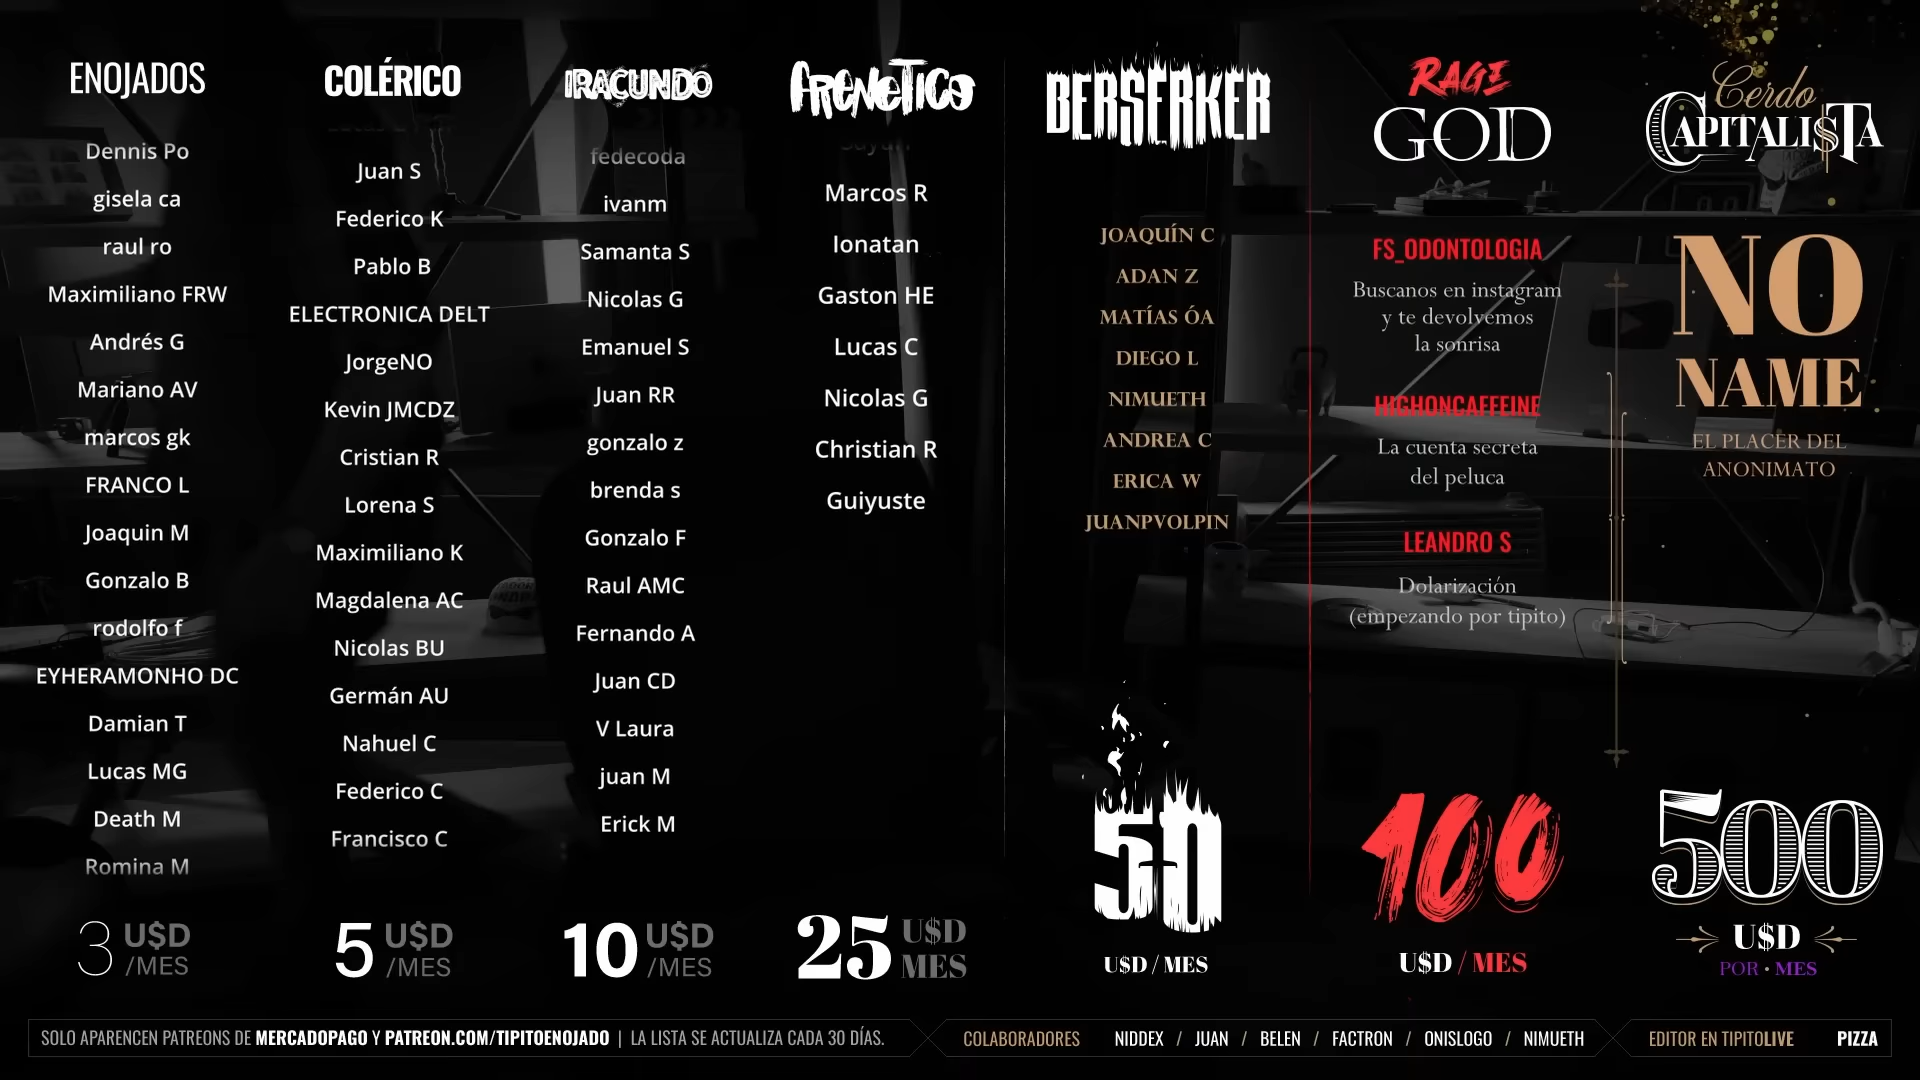 ENOJADOS
Dennis Po
gisela ca
raul ro
Maximiliano FRW
Andrés G
Mariano AV
marcos gk
FRANCO L
Joaquin M
Gonzalo B
rodolfo f
EYHERAMONHO DC
Damian T
Lucas MG
Death M
Romina M
3 U$D
/MES
COLÉRICO
Juan S
Federico K
Pablo B
ELECTRONICA DELT
JorgeNO
Kevin JMCDZ
Cristian R
Lorena S
Maximiliano K
Magdalena AC
Nicolas BU
Germán AU
Nahuel C
Federico C
Francisco C
5 U$D
/MES
IRACUNDO
fedecoda
ivanm
Samanta S
Nicolas G
Emanuel S
Juan RR
gonzalo z
brenda s
Gonzalo F
Raul AMC
Fernando A
Juan CD
V Laura
juan M
Erick M
10 U$D
/MES
FRENETICO
Marcos R
Ionatan
Gaston HE
Lucas C
Nicolas G
Christian R
Guiyuste
25 U$D
MES
BERSERKER
JOAQUÍN C
ADAN Z
MATÍAS ÓA
DIEGO L
NIMUETH
ANDREA C
ERICA W
JUANPVOLPIN
50
U$D / MES
RAGE
GOD
FS_ODONTOLOGIA
Buscanos en instagram
y te devolvemos
la sonrisa
HIGHONCAFFEINE
La cuenta secreta
del peluca
LEANDRO S
Dolarización
(empezando por tipito)
100
U$D / MES
Cerdo
CAPITALI$TA
NO
NAME
EL PLACER DEL
ANONIMATO
500
U$D
POR • MES
SOLO APARENCEN PATREONS DE MERCADOPAGO Y PATREON.COM/TIPITOENOJADO | LA LISTA SE ACTUALIZA CADA 30 DÍAS.
COLABORADORES NIDDEX / JUAN / BELEN / FACTRON / ONISLOGO / NIMUETH
EDITOR EN TIPITOLIVE PIZZA